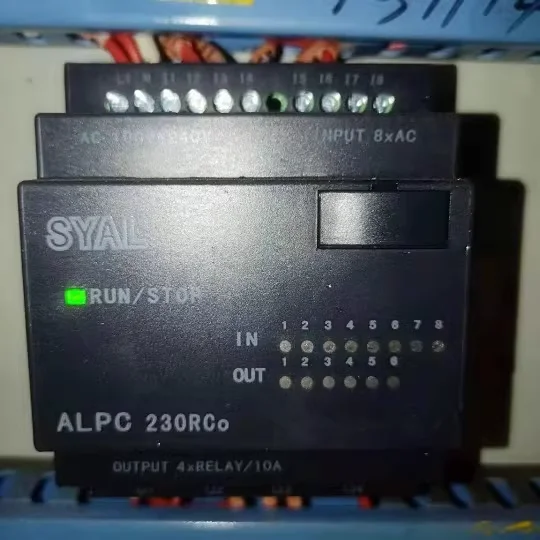 L1 N I1 I2 I3 I4 I5 I6 I7 I8
AC INPUT 8xAC
SYAL
RUN/STOP
1 2 3 4 5 6 7 8
IN
1 2 3 4 5 6
OUT
ALPC 230RCo
OUTPUT 4xRELAY/10A